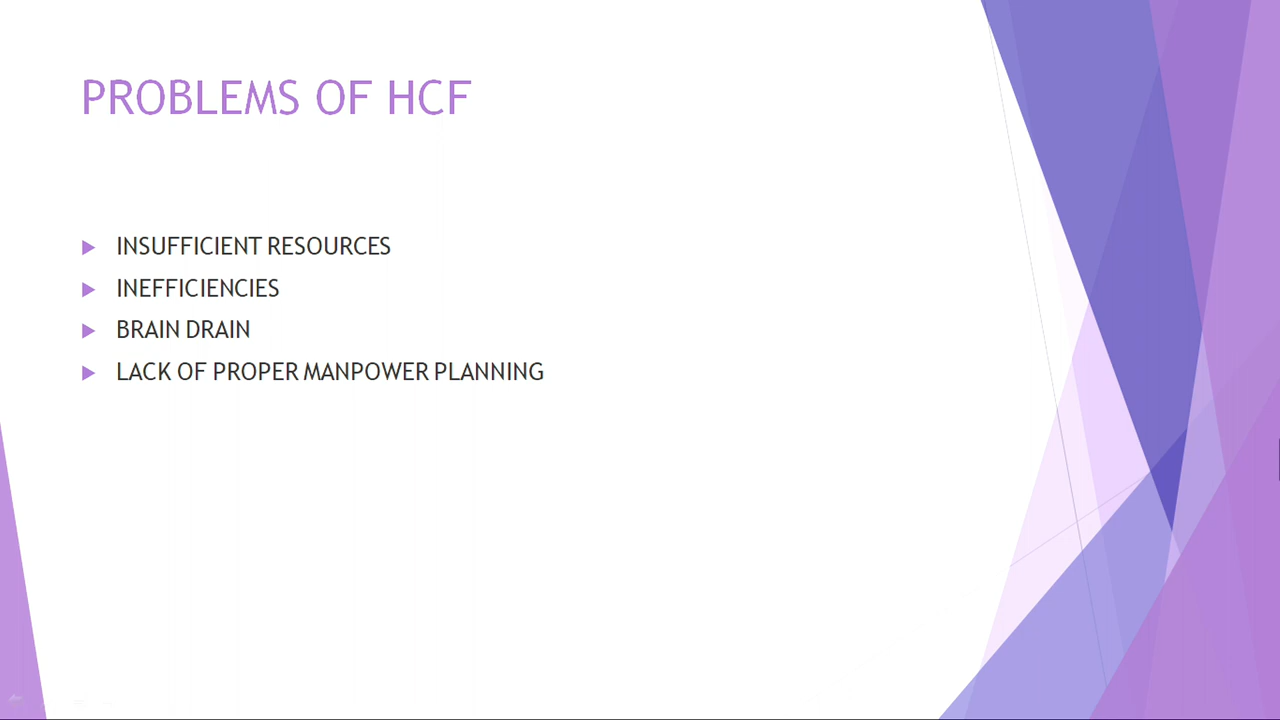 PROBLEMS OF HCF
INSUFFICIENT RESOURCES
INEFFICIENCIES
BRAIN DRAIN
LACK OF PROPER MANPOWER PLANNING